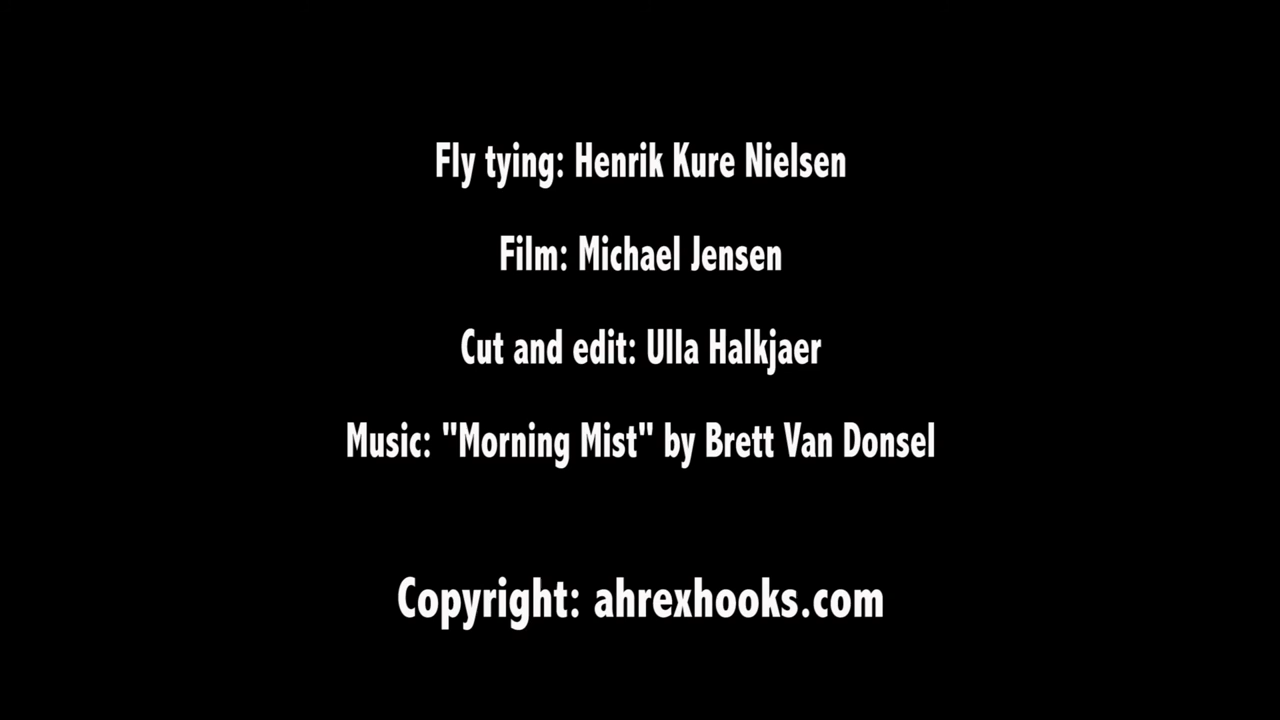 Fly tying: Henrik Kure Nielsen
Film: Michael Jensen
Cut and edit: Ulla Halkjaer
Music: "Morning Mist" by Brett Van Donsel
Copyright: ahrexhooks.com